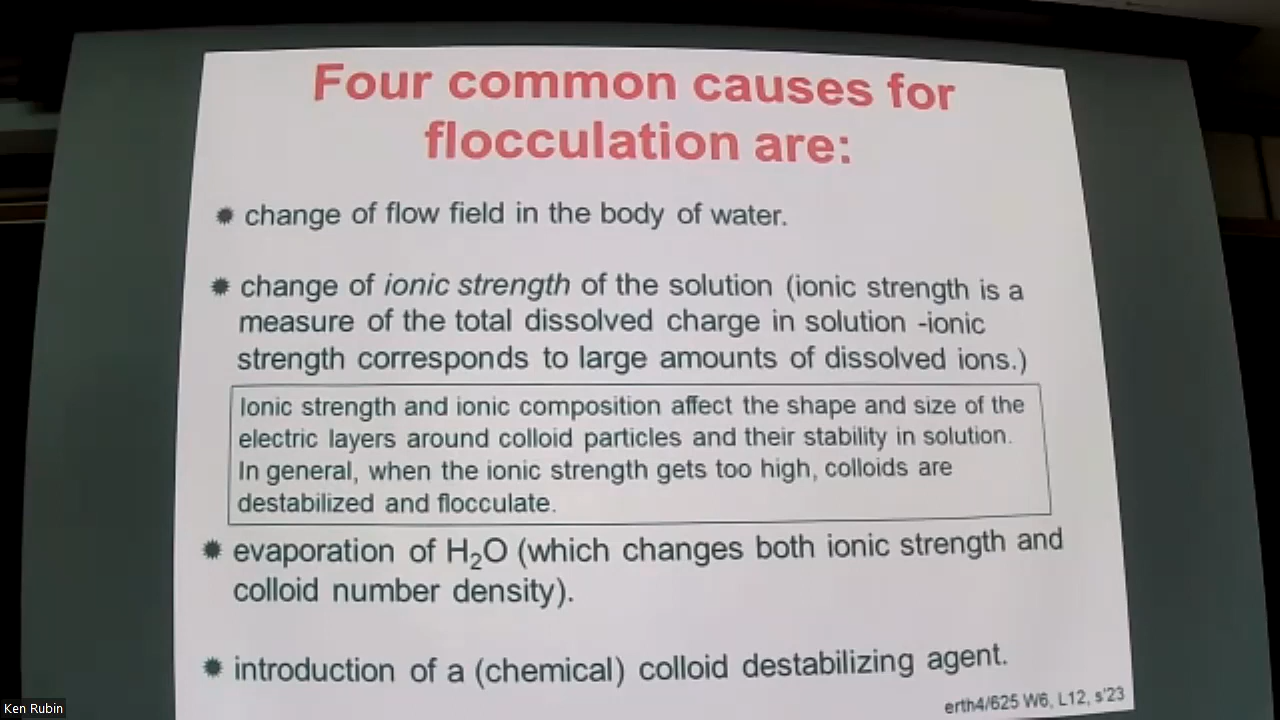 Four common causes for
flocculation are:
change of flow field in the body of water.
change of ionic strength of the solution (ionic strength is a
measure of the total dissolved charge in solution -ionic
strength corresponds to large amounts of dissolved ions.)
Ionic strength and ionic composition affect the shape and size of the
electric layers around colloid particles and their stability in solution.
In general, when the ionic strength gets too high, colloids are
destabilized and flocculate.
evaporation of H₂O (which changes both ionic strength and
colloid number density).
introduction of a (chemical) colloid destabilizing agent.
erth4/625 W6, L12, s'23
Ken Rubin